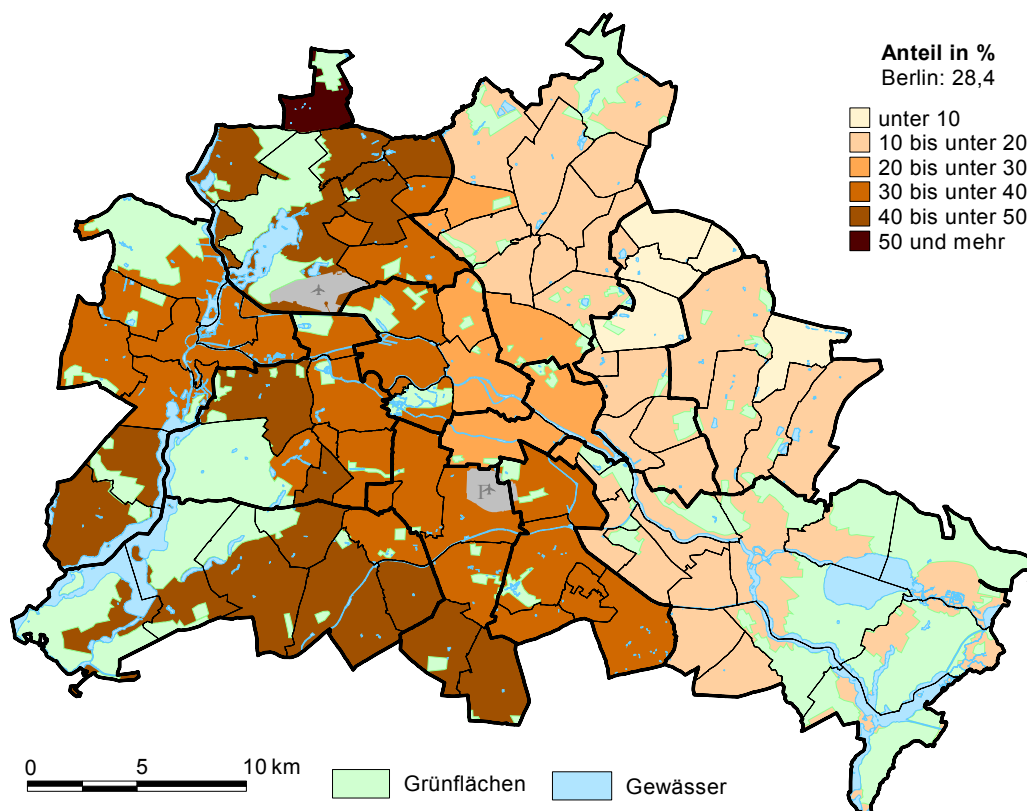 Anteil in %
Berlin: 28,4
unter 10
10 bis unter 20
20 bis unter 30
30 bis unter 40
40 bis unter 50
50 und mehr
0 5 10 km
Grünflächen
Gewässer